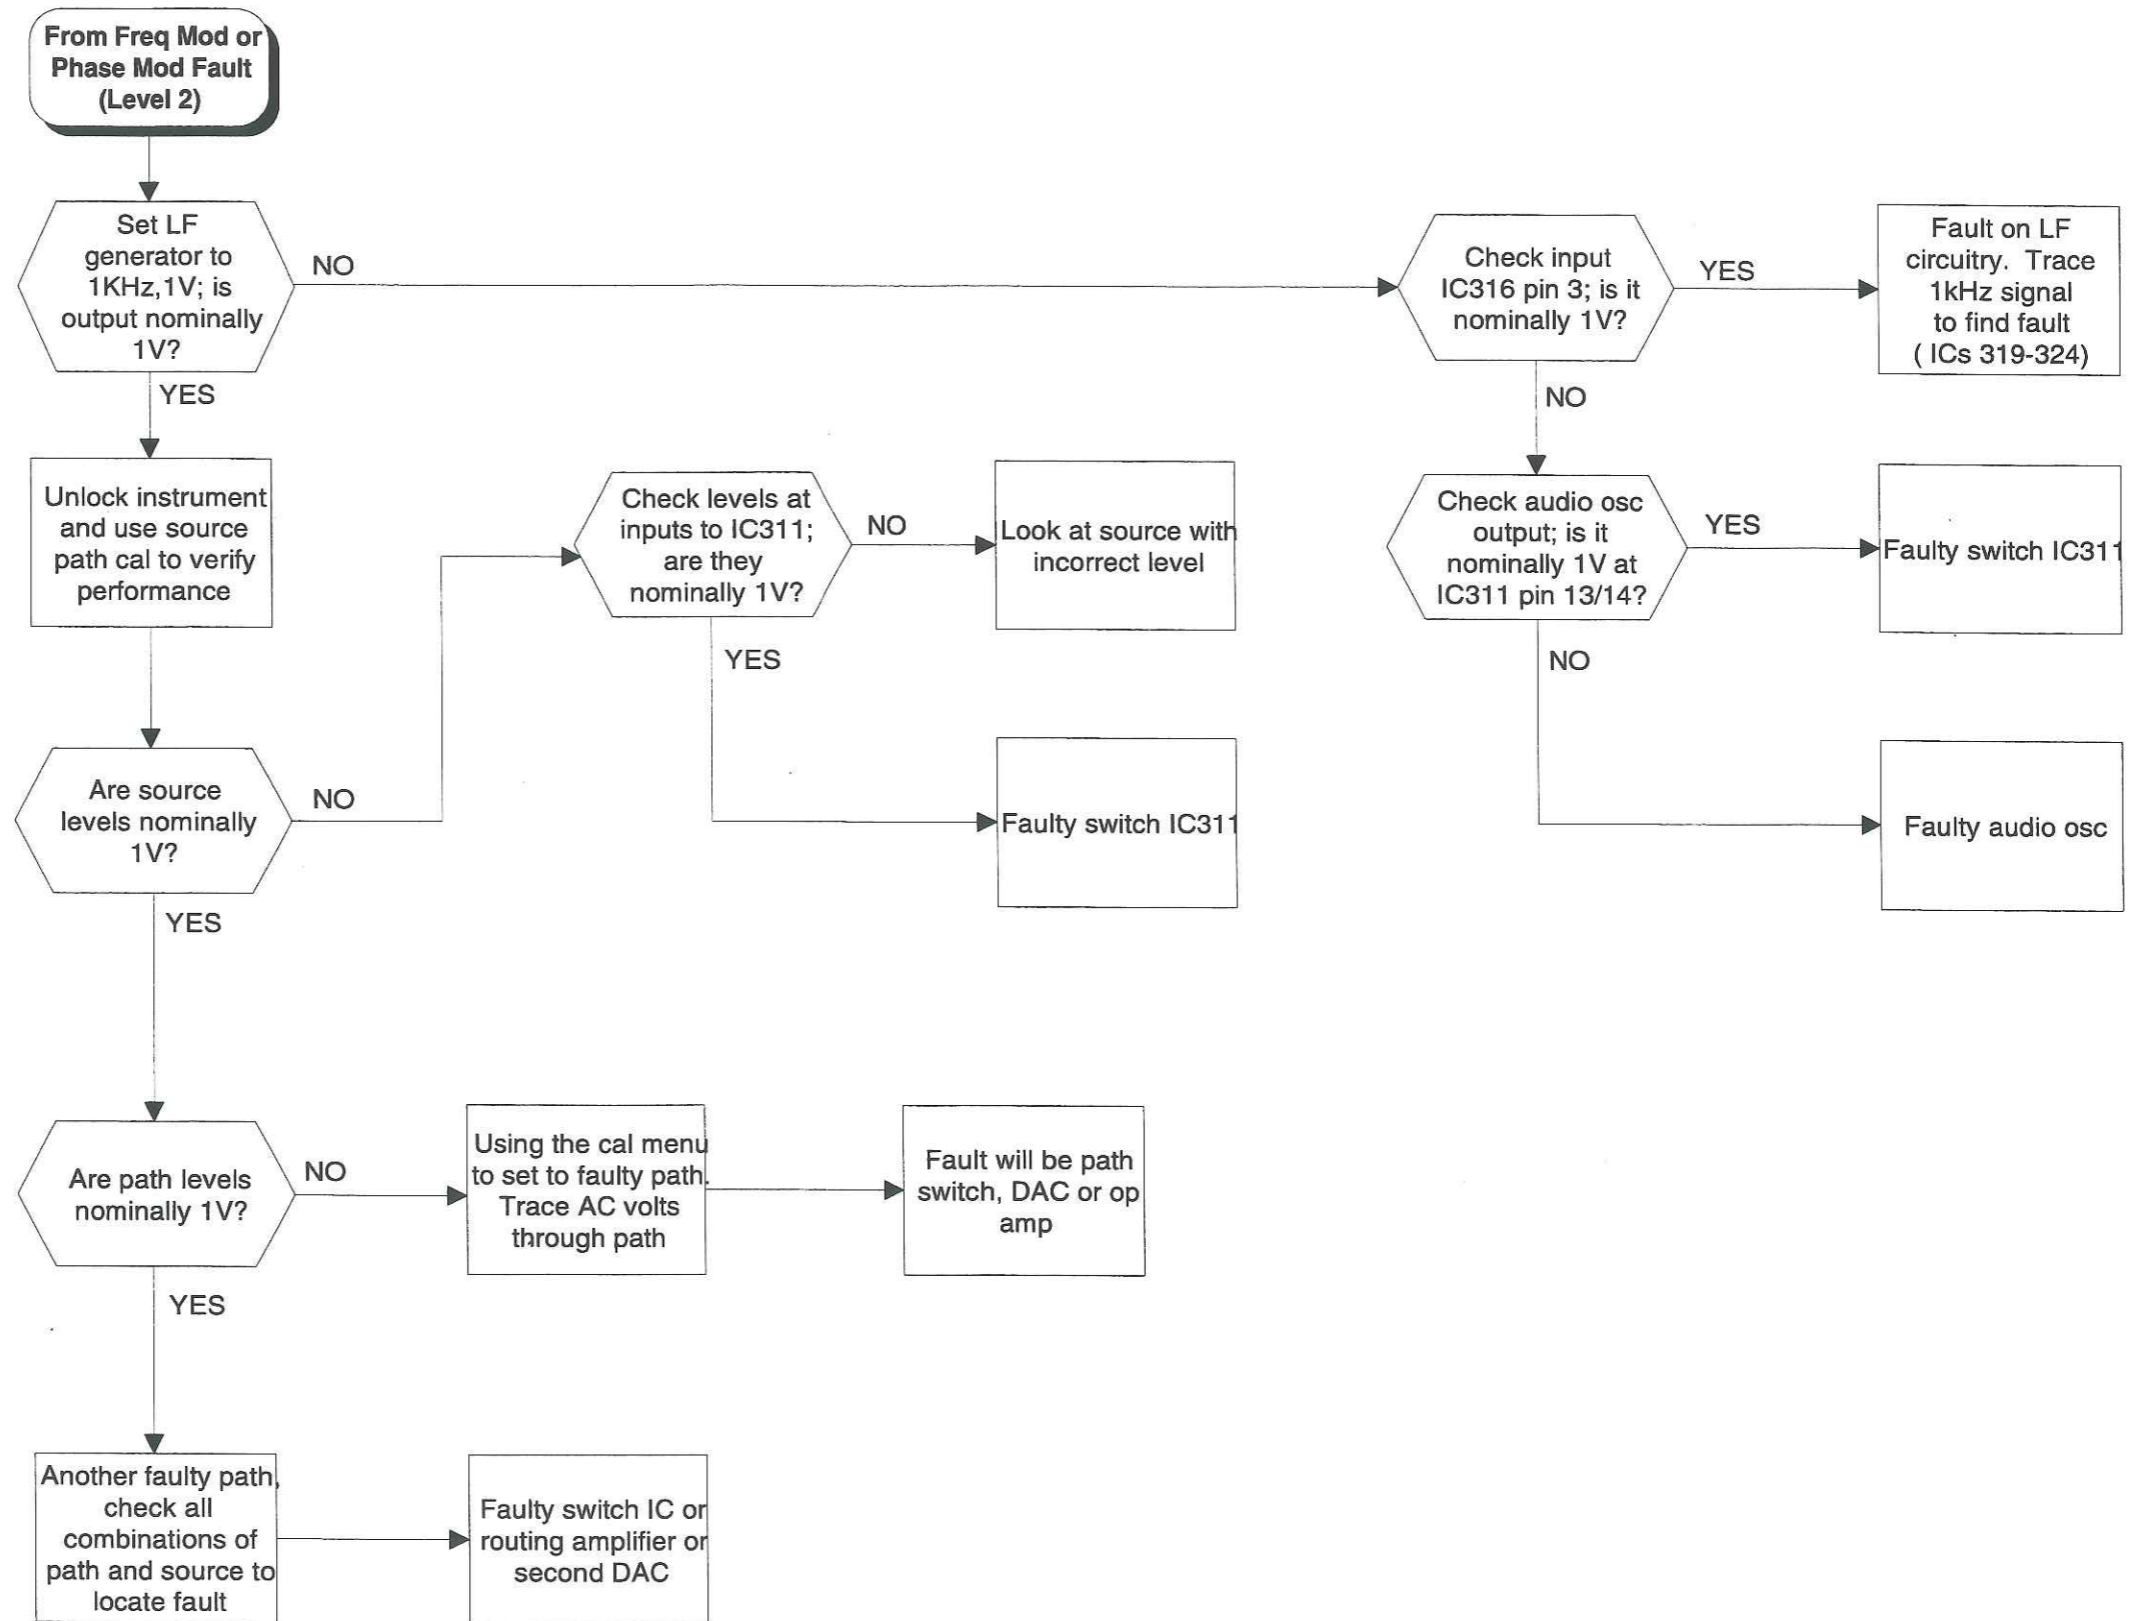 From Freq Mod or
Phase Mod Fault
(Level 2)
Set LF
generator to
1KHz,1V; is
output nominally
1V?
NO
Check input
IC316 pin 3; is it
nominally 1V?
YES
Fault on LF
circuitry. Trace
1kHz signal
to find fault
( ICs 319-324)
YES
NO
Unlock instrument
and use source
path cal to verify
performance
Check levels at
inputs to IC311;
are they
nominally 1V?
NO
Look at source with
incorrect level
Check audio osc
output; is it
nominally 1V at
IC311 pin 13/14?
YES
Faulty switch IC311
YES
NO
Are source
levels nominally
1V?
NO
Faulty switch IC311
Faulty audio osc
YES
Are path levels
nominally 1V?
NO
Using the cal menu
to set to faulty path.
Trace AC volts
through path
Fault will be path
switch, DAC or op
amp
YES
Another faulty path,
check all
combinations of
path and source to
locate fault
Faulty switch IC or
routing amplifier or
second DAC